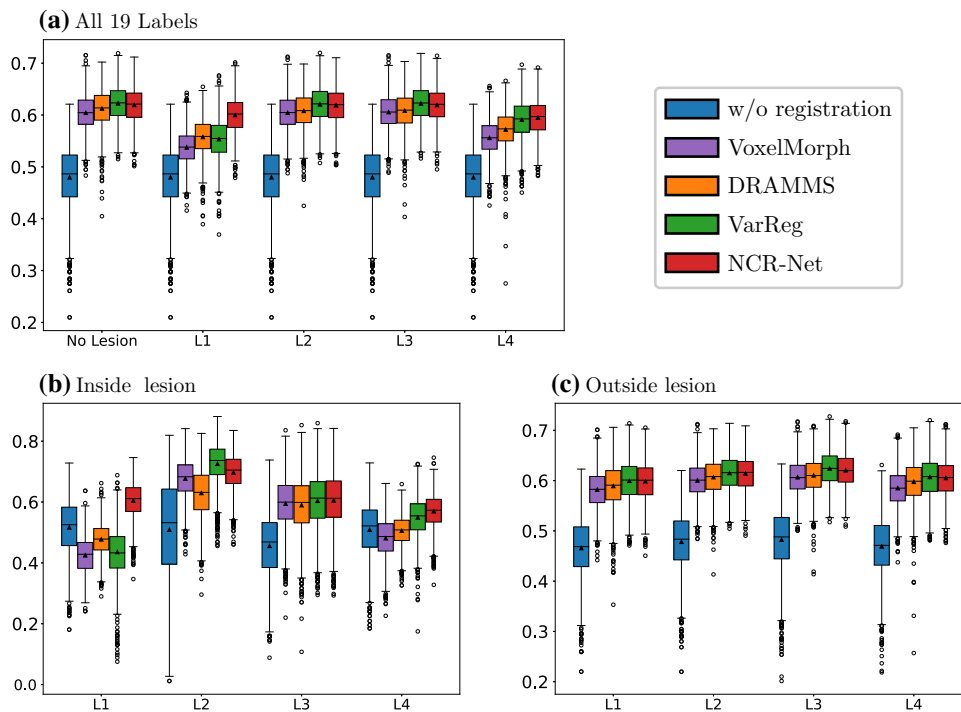 (a) All 19 Labels
0.7
0.6
0.5
0.4
0.3
0.2
No Lesion L1 L2 L3 L4
w/o registration
VoxelMorph
DRAMMS
VarReg
NCR-Net
(b) Inside lesion
0.8
0.6
0.4
0.2
0.0
L1 L2 L3 L4
(c) Outside lesion
0.7
0.6
0.5
0.4
0.3
0.2
L1 L2 L3 L4